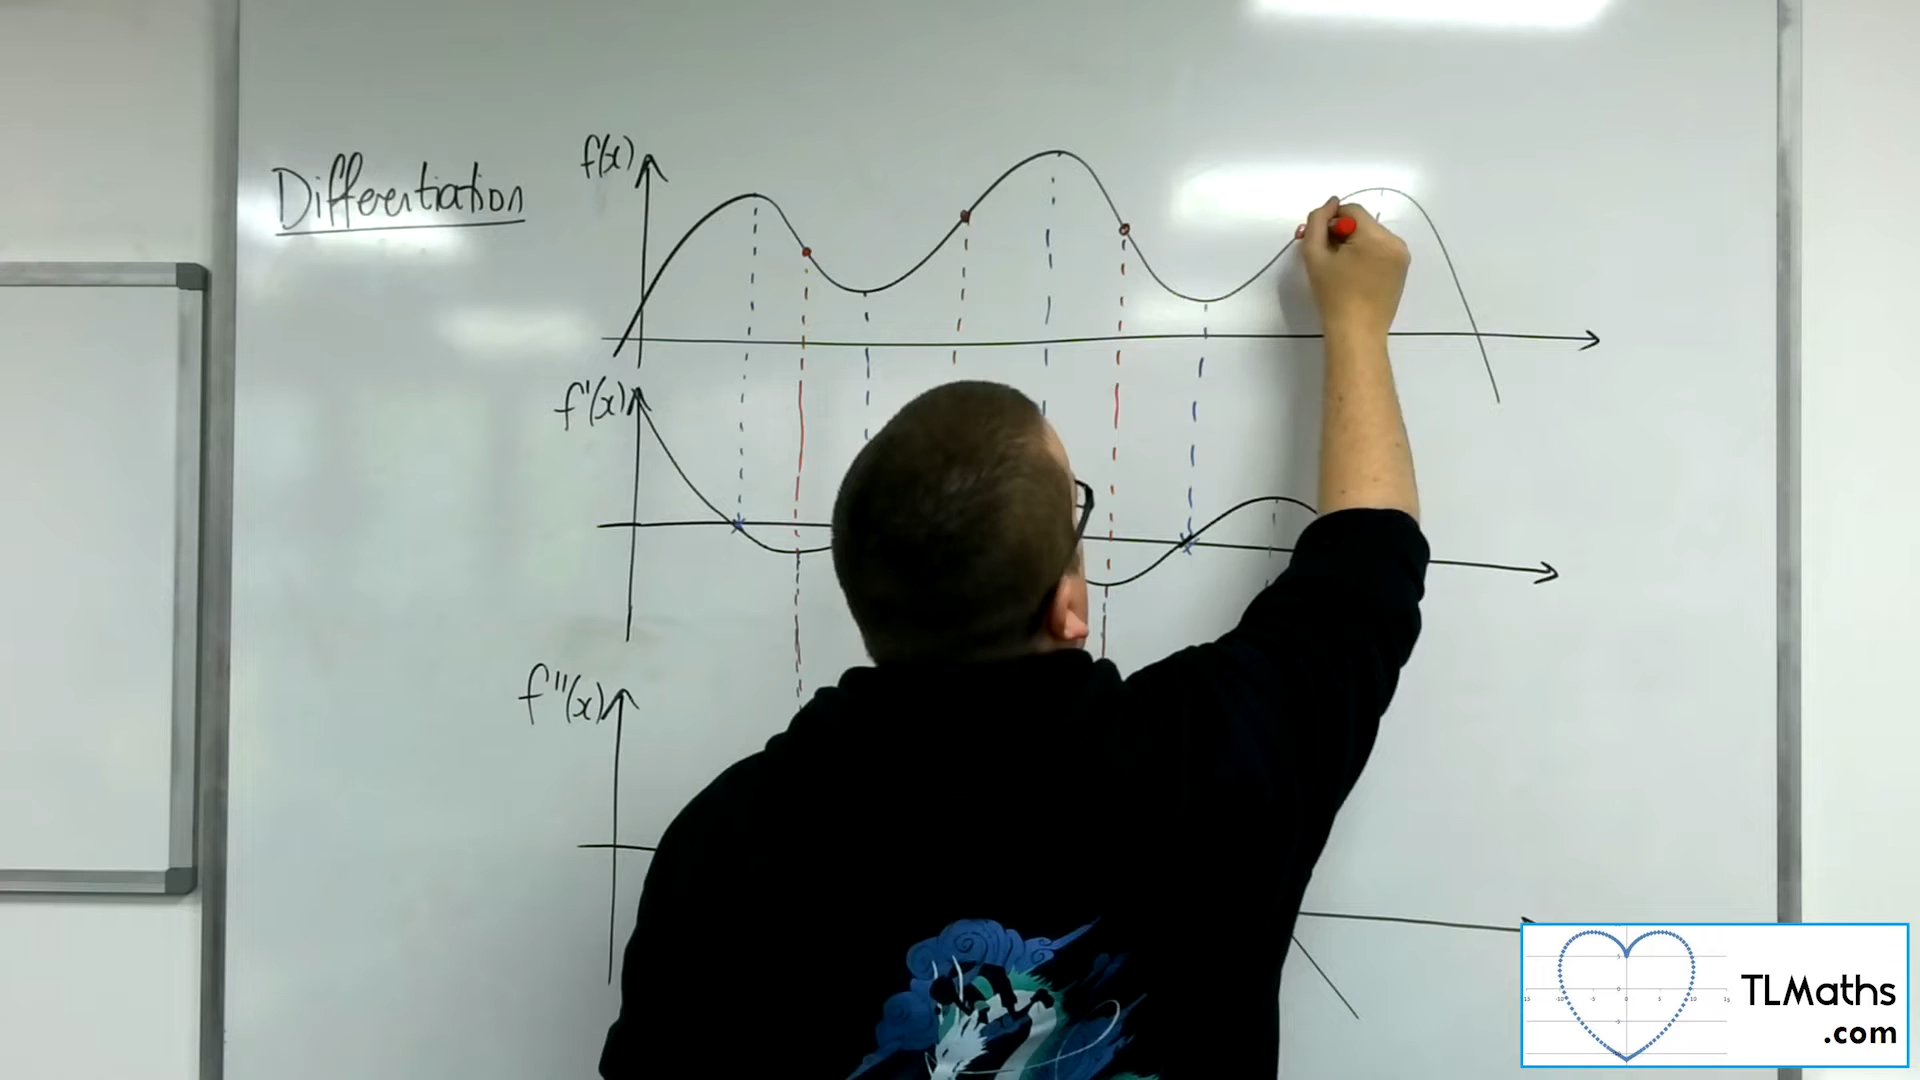 Differentiation
f(x)
f'(x)
f''(x)
TLMaths
.com